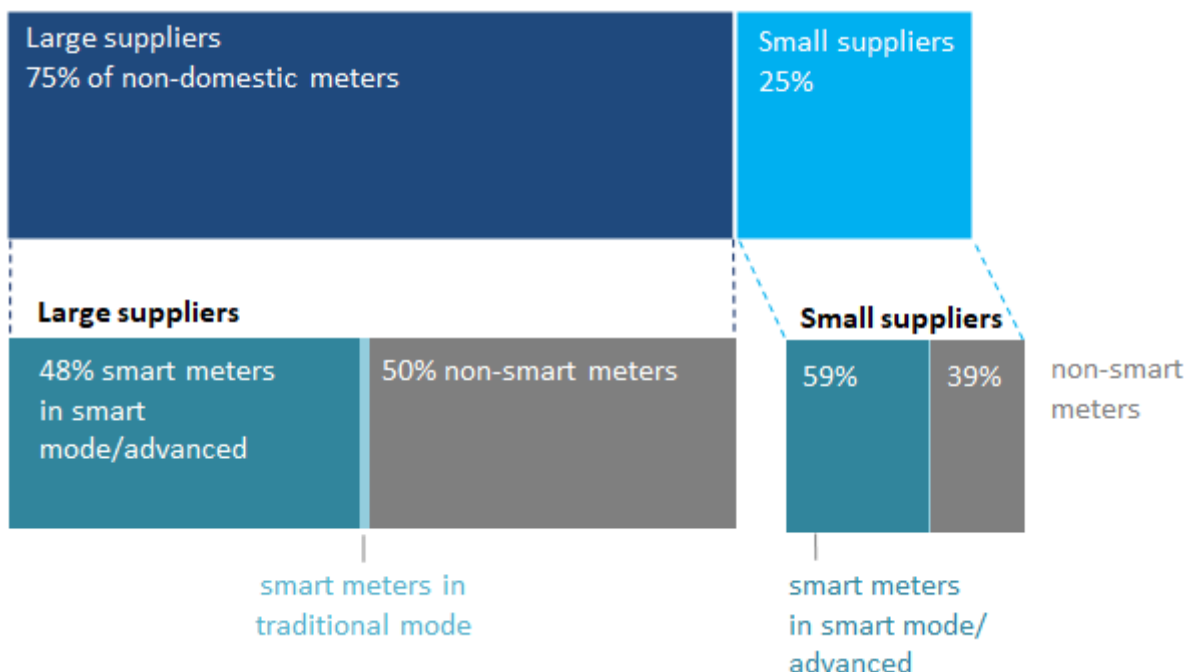 Large suppliers
75% of non-domestic meters
Small suppliers
25%
Large suppliers
48% smart meters
in smart
mode/advanced
50% non-smart meters
smart meters in
traditional mode
Small suppliers
59%
39%
non-smart
meters
smart meters
in smart mode/
advanced